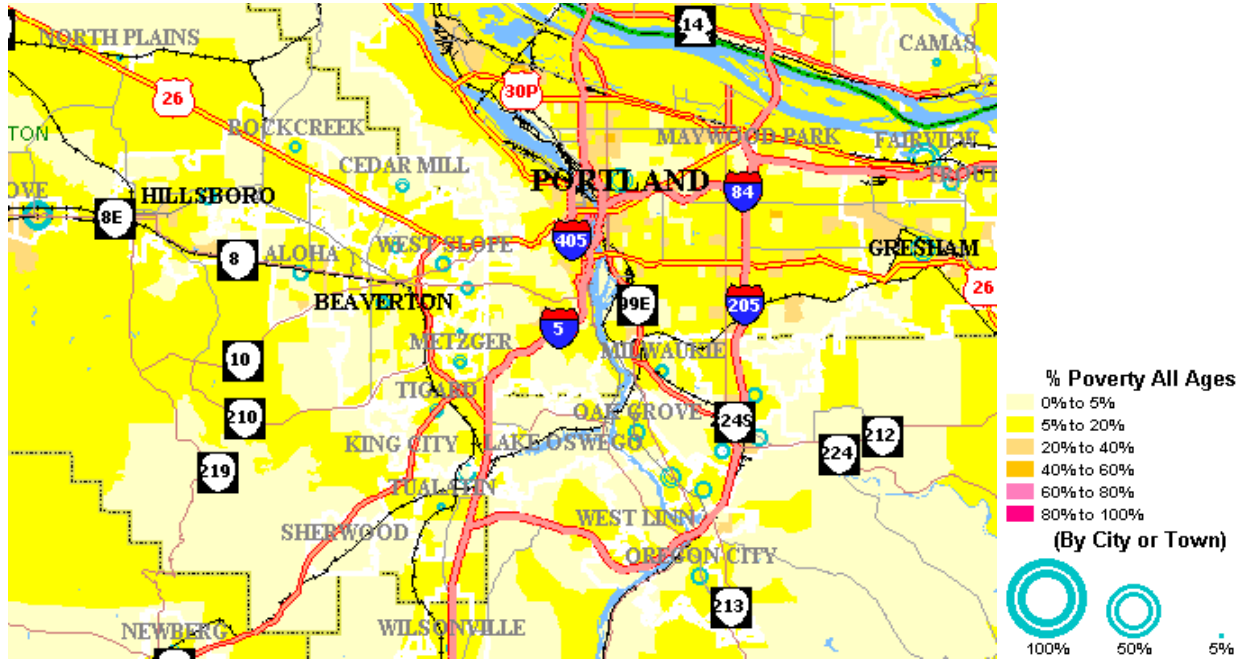 14
NORTH PLAINS
CAMAS
26
30P
TON
ROCKCREEK
MAYWOOD PARK
FAIRVIEW
CEDAR MILL
TROUT
OVE
HILLSBORO
PORTLAND
84
8E
405
WEST SLOPE
GRESHAM
8
ALOHA
26
BEAVERTON
99E
205
5
METZGER
MILWAUKIE
10
TIGARD
210
OAK GROVE
224S
KING CITY
LAKE OSWEGO
212
224
219
TUALATIN
WEST LINN
SHERWOOD
OREGON CITY
213
NEWBERG
WILSONVILLE
% Poverty All Ages
0% to 5%
5% to 20%
20% to 40%
40% to 60%
60% to 80%
80% to 100%
(By City or Town)
100% 50% 5%